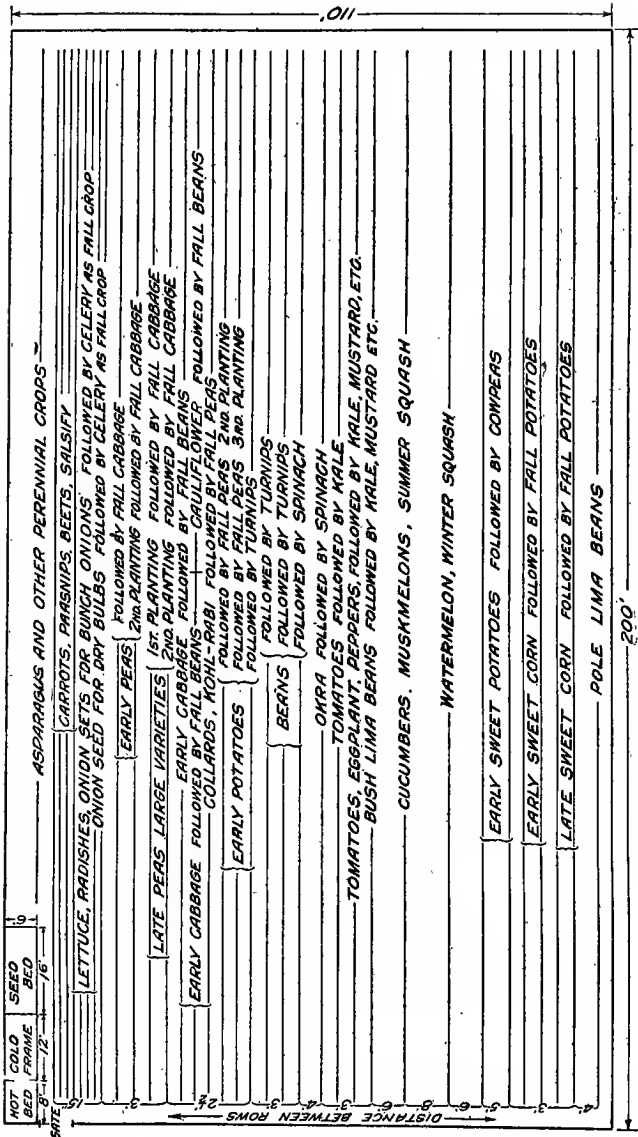 HOT BED
COLD FRAME
SEED BED
8'
12'
16'
6'
110'
GATE
ASPARAGUS AND OTHER PERENNIAL CROPS
15"
CARROTS, PARSNIPS, BEETS, SALSIFY
LETTUCE, RADISHES, ONION SETS FOR BUNCH ONIONS FOLLOWED BY CELERY AS FALL CROP
ONION SEED FOR DRY BULBS FOLLOWED BY CELERY AS FALL CROP
3'
EARLY PEAS
FOLLOWED BY FALL CABBAGE
2ND. PLANTING FOLLOWED BY FALL CABBAGE
LATE PEAS LARGE VARIETIES
1ST. PLANTING FOLLOWED BY FALL CABBAGE
2ND. PLANTING FOLLOWED BY FALL CABBAGE
EARLY CABBAGE FOLLOWED BY FALL BEANS
2½'
EARLY CABBAGE FOLLOWED BY FALL BEANS CAULIFLOWER FOLLOWED BY FALL BEANS
COLLARDS, KOHL-RABI FOLLOWED BY FALL PEAS
EARLY POTATOES
FOLLOWED BY FALL PEAS 2ND. PLANTING
FOLLOWED BY FALL PEAS 3RD. PLANTING
FOLLOWED BY TURNIPS
BEANS
FOLLOWED BY TURNIPS
FOLLOWED BY TURNIPS
FOLLOWED BY SPINACH
3'
4'
OKRA FOLLOWED BY SPINACH
TOMATOES FOLLOWED BY KALE
3'
TOMATOES, EGGPLANT, PEPPERS, FOLLOWED BY KALE, MUSTARD, ETC.
BUSH LIMA BEANS FOLLOWED BY KALE, MUSTARD ETC.
3'
6'
CUCUMBERS, MUSKMELONS, SUMMER SQUASH
8'
WATERMELON, WINTER SQUASH
6'
5'
EARLY SWEET POTATOES FOLLOWED BY COWPEAS
EARLY SWEET CORN FOLLOWED BY FALL POTATOES
3'
LATE SWEET CORN FOLLOWED BY FALL POTATOES
4'
POLE LIMA BEANS
DISTANCE BETWEEN ROWS
200'